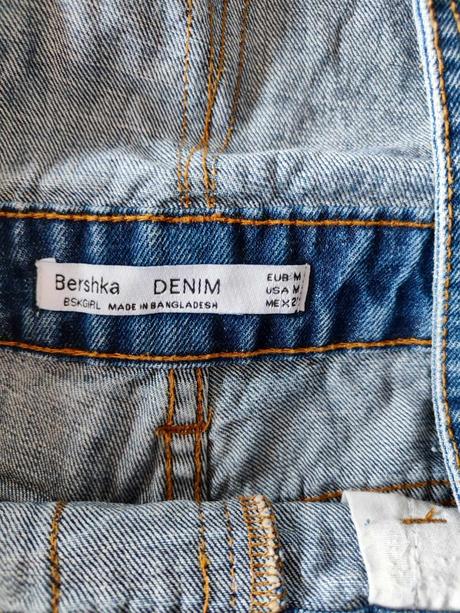 Bershka DENIM
BSKGIRL MADE IN BANGLADESH
EUR M
USA M
MEX